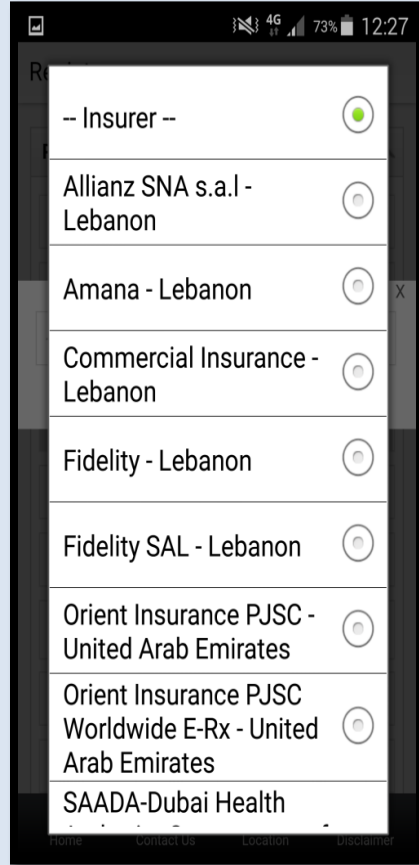 4G 73% 12:27
Re
-- Insurer --
Allianz SNA s.a.l -
Lebanon
Amana - Lebanon
X
Commercial Insurance -
Lebanon
Fidelity - Lebanon
Fidelity SAL - Lebanon
Orient Insurance PJSC -
United Arab Emirates
Orient Insurance PJSC
Worldwide E-Rx - United
Arab Emirates
SAADA-Dubai Health
Home Contact Us Location Disclaimer